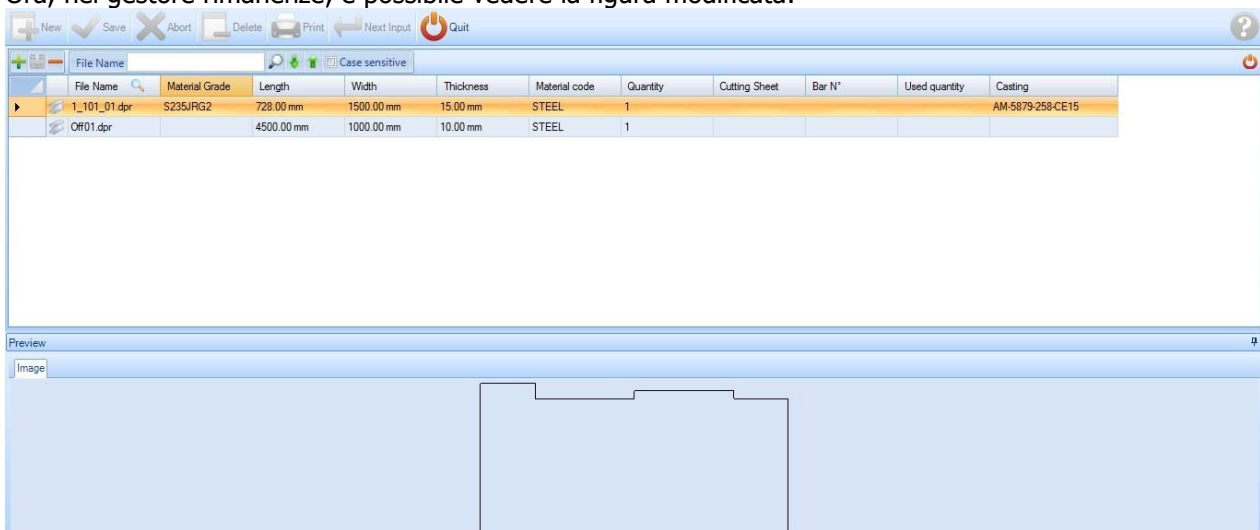 Ora, nel gestore rimanenze, è possibile vedere la figura modificata:
New Save Abort Delete Print Next Input Quit
File Name Case sensitive
File Name Material Grade Length Width Thickness Material code Quantity Cutting Sheet Bar N° Used quantity Casting
1_101_01.dpr S235JRG2 728.00 mm 1500.00 mm 15.00 mm STEEL 1 AM-5879-258-CE15
Off01.dpr 4500.00 mm 1000.00 mm 10.00 mm STEEL 1
Preview
Image